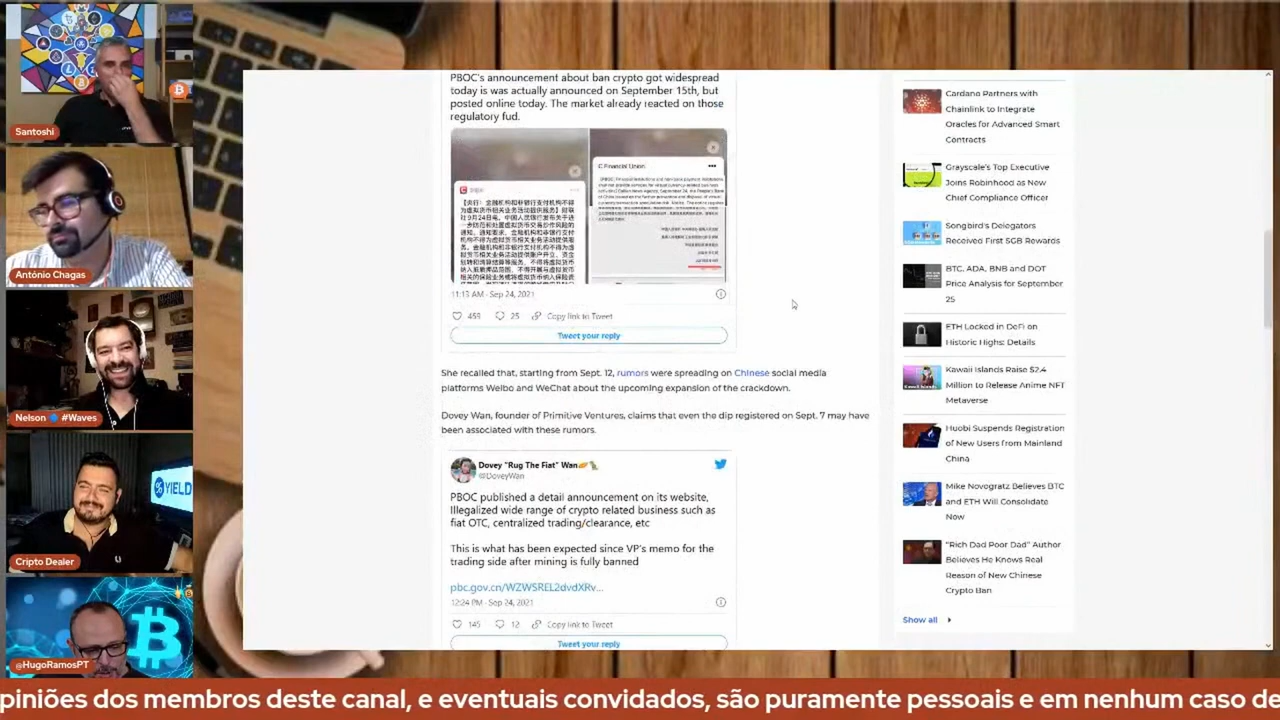 Santoshi
António Chagas
Nelson 🔵 #Waves
YIELD
Cripto Dealer
@HugoRamosPT
PBOC's announcement about ban crypto got widespread
today is was actually announced on September 15th, but
posted online today. The market already reacted on those
regulatory fud.
C Financial Union:
11:13 AM · Sep 24, 2021
459 25 Copy link to Tweet
Tweet your reply
She recalled that, starting from Sept. 12, rumors were spreading on Chinese social media
platforms Weibo and WeChat about the upcoming expansion of the crackdown.
Dovey Wan, founder of Primitive Ventures, claims that even the dip registered on Sept. 7 may have
been associated with these rumors.
Dovey "Rug The Fiat" Wan
@DoveyWan
PBOC published a detail announcement on its website,
Illegalized wide range of crypto related business such as
fiat OTC, centralized trading/clearance, etc
This is what has been expected since VP's memo for the
trading side after mining is fully banned
pbc.gov.cn/WZWSREL2dvdXRv...
12:24 PM · Sep 24, 2021
145 12 Copy link to Tweet
Tweet your reply
Cardano Partners with
Chainlink to Integrate
Oracles for Advanced Smart
Contracts
Grayscale's Top Executive
Joins Robinhood as New
Chief Compliance Officer
Songbird's Delegators
Received First SGB Rewards
BTC, ADA, BNB and DOT
Price Analysis for September
25
ETH Locked in DeFi on
Historic Highs: Details
Kawaii Islands Raise $2.4
Million to Release Anime NFT
Metaverse
Huobi Suspends Registration
of New Users from Mainland
China
Mike Novogratz Believes BTC
and ETH Will Consolidate
Now
"Rich Dad Poor Dad" Author
Believes He Knows Real
Reason of New Chinese
Crypto Ban
Show all
piniões dos membros deste canal, e eventuais convidados, são puramente pessoais e em nenhum caso de